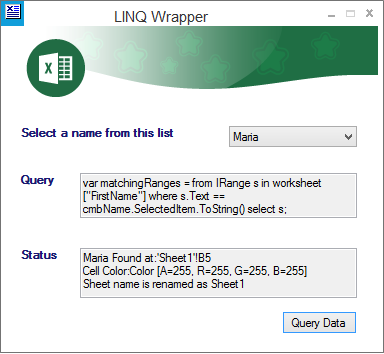 LINQ Wrapper
X
Select a name from this list
Maria
Query
var matchingRanges = from IRange s in worksheet
["FirstName"] where s.Text ==
cmbName.SelectedItem.ToString() select s;
Status
Maria Found at:'Sheet1'!B5
Cell Color:Color [A=255, R=255, G=255, B=255]
Sheet name is renamed as Sheet1
Query Data